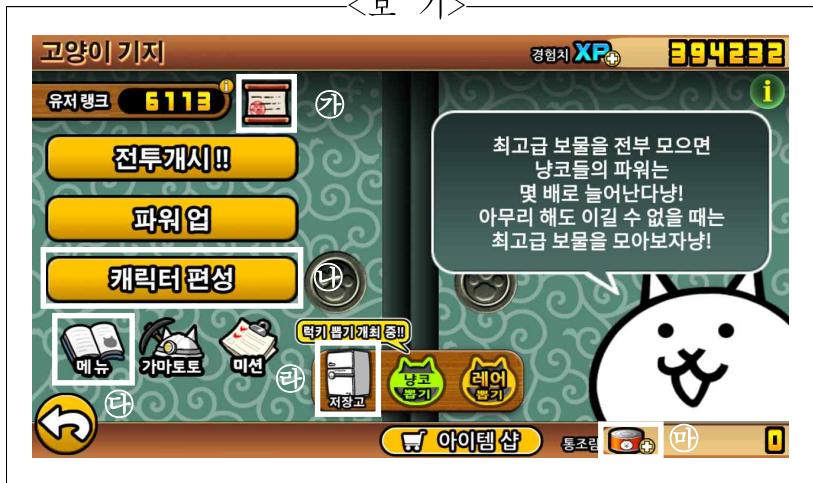 <보 기>
고양이 기지
경험치 XP
394232
유저 랭크 6113
㉮
전투개시!!
파워 업
캐릭터 편성
㉯
최고급 보물을 전부 모으면
냥코들의 파워는
몇 배로 늘어난다냥!
아무리 해도 이길 수 없을 때는
최고급 보물을 모아보자냥!
메뉴
가마토토
미션
㉰
럭키 뽑기 개최 중!!
㉱
저장고
냥코
뽑기
레어
뽑기
아이템 샵
통조림
㉲
0